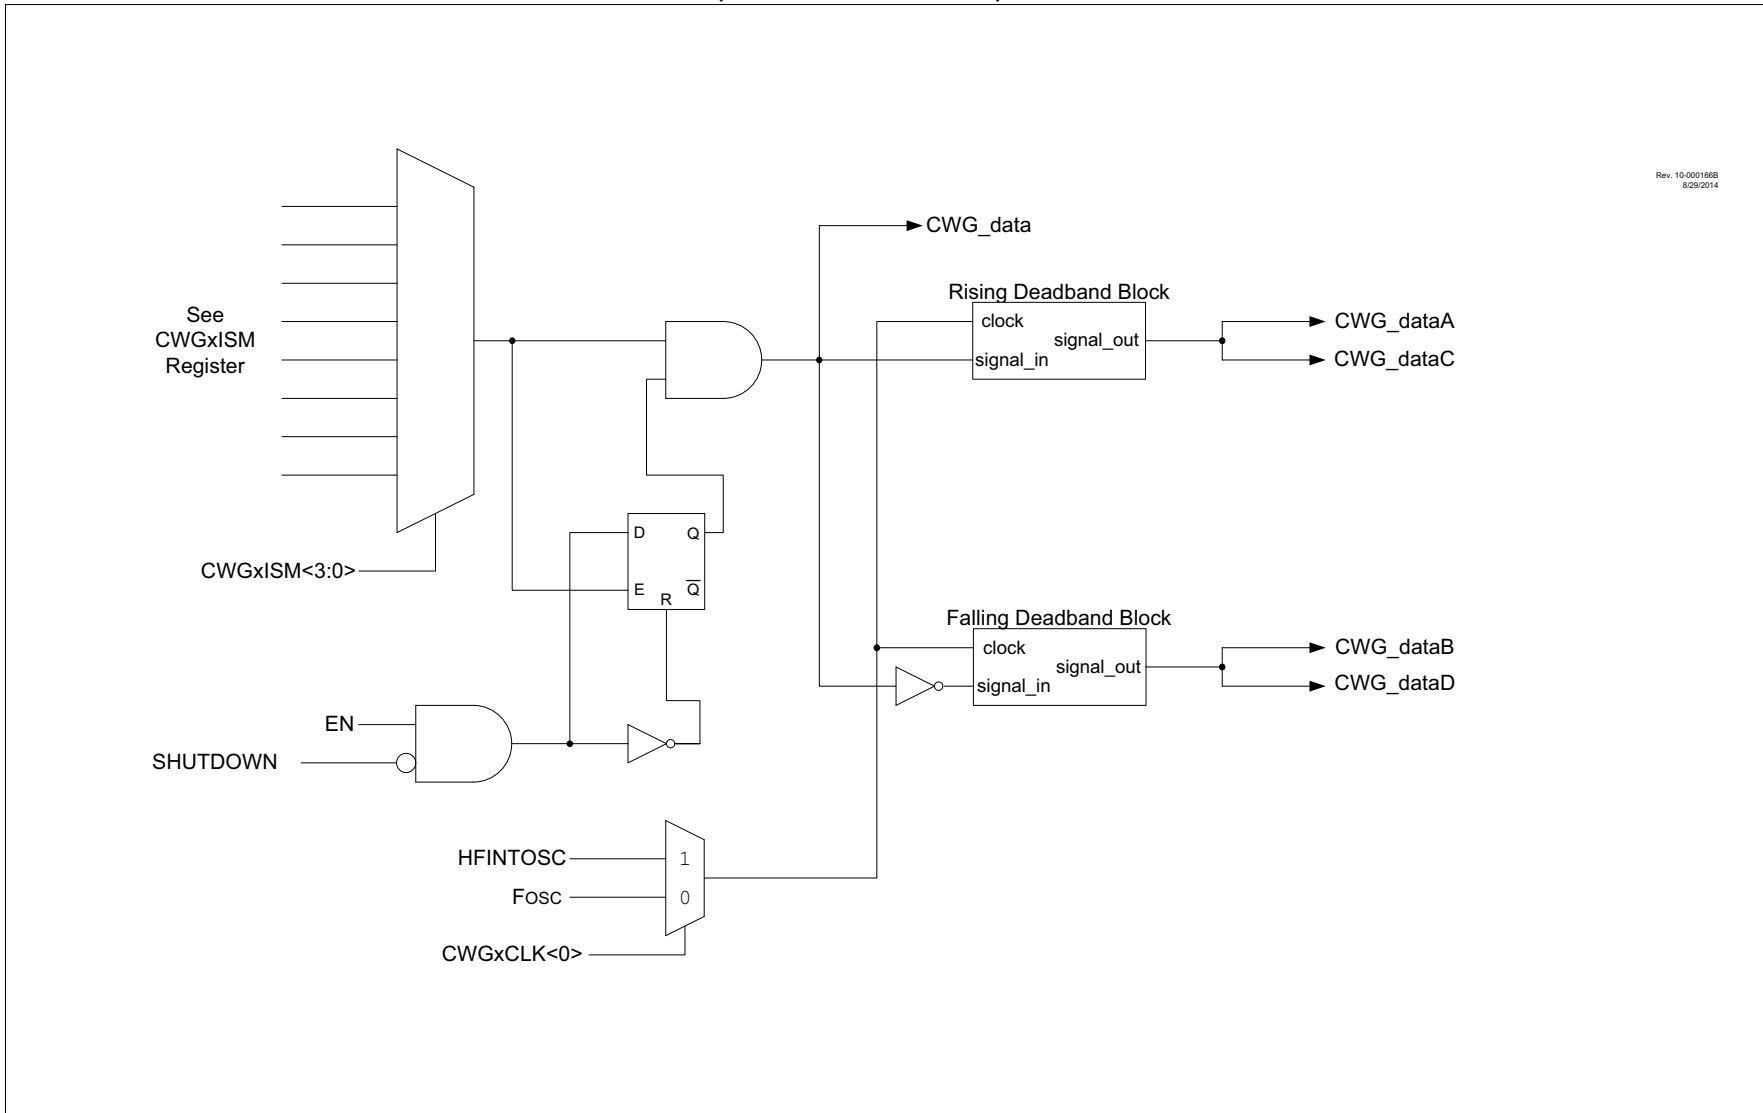 Rev. 10-000166B
8/29/2014
CWG_data
Rising Deadband Block
clock
signal_out
signal_in
CWG_dataA
CWG_dataC
See
CWGxISM
Register
D
Q
E
R
Q
CWGxISM<3:0>
Falling Deadband Block
clock
signal_out
signal_in
CWG_dataB
CWG_dataD
EN
SHUTDOWN
HFINTOSC
1
FOSC
0
CWGxCLK<0>